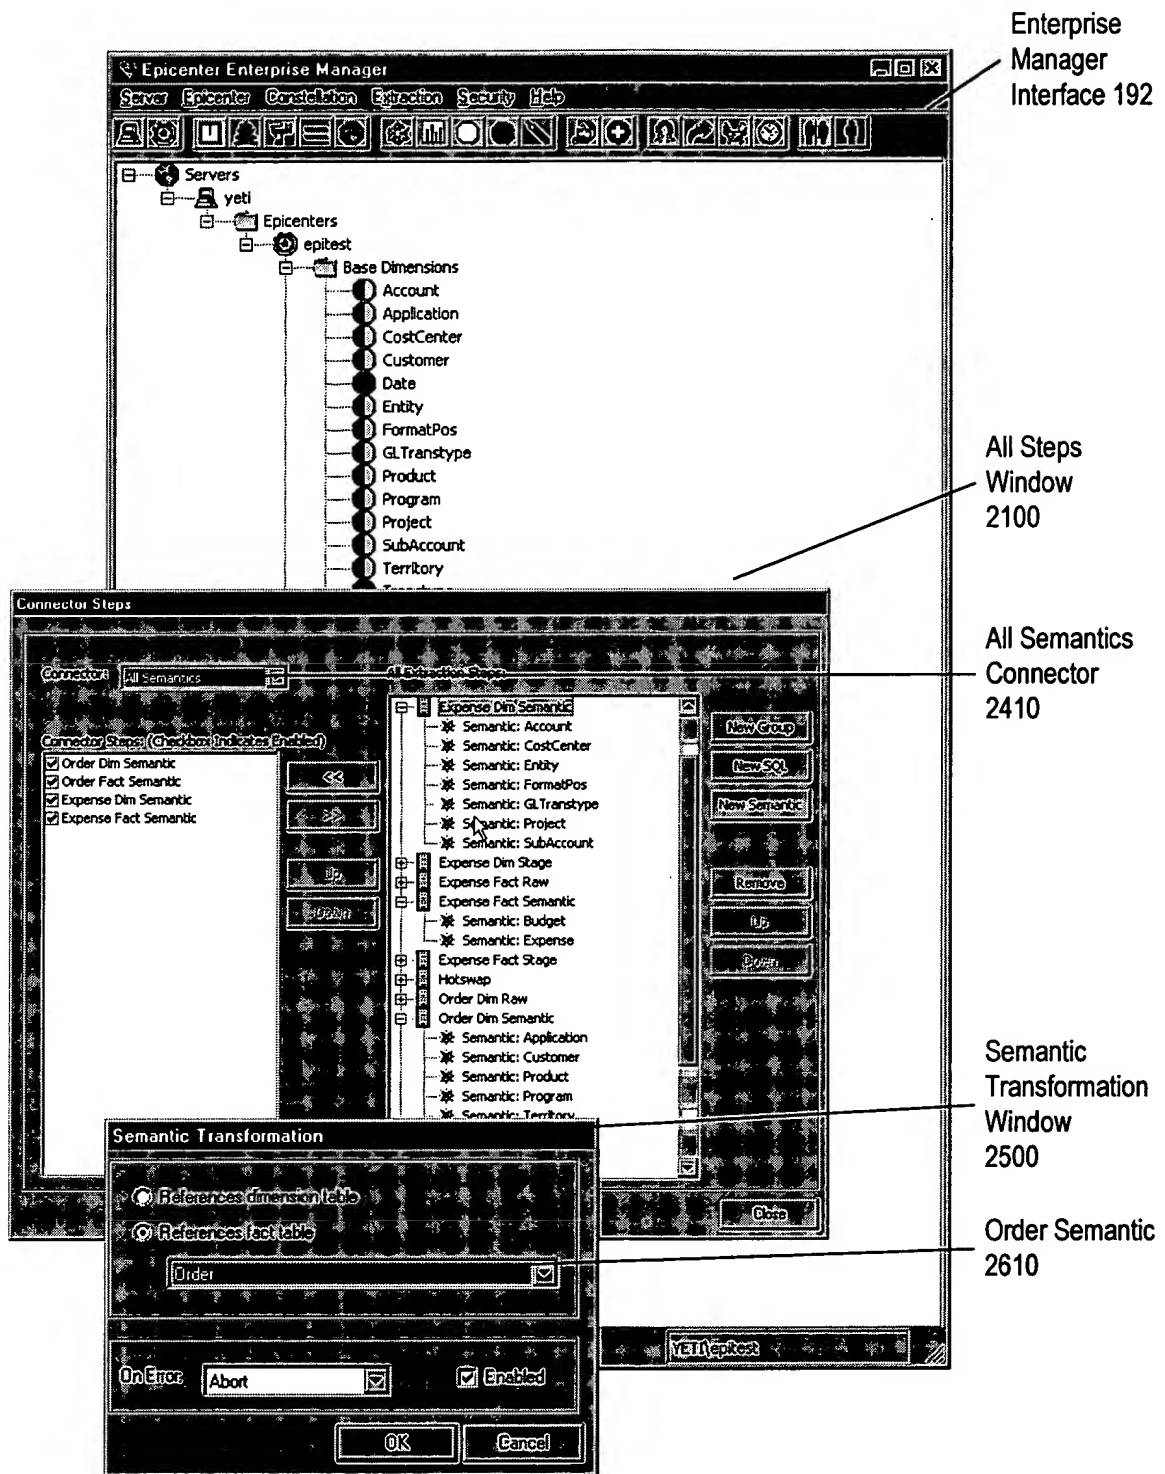 Enterprise
Manager
Interface 192
Epicenter Enterprise Manager
Server Epicenter Constellation Extraction Security Help
Servers
yeti
Epicenters
epitest
Base Dimensions
Account
Application
CostCenter
Customer
Date
Entity
FormatPos
GLTranstype
Product
Program
Project
SubAccount
Territory
All Steps
Window
2100
Connector Steps
Connector: All Semantics
All Extraction Steps:
All Semantics
Connector
2410
Connector Steps: (Checkbox Indicates Enabled)
Order Dim Semantic
Order Fact Semantic
Expense Dim Semantic
Expense Fact Semantic
<<
>>
Up
Down
Expense Dim Semantic
Semantic: Account
Semantic: CostCenter
Semantic: Entity
Semantic: FormatPos
Semantic: GLTranstype
Semantic: Project
Semantic: SubAccount
Expense Dim Stage
Expense Fact Raw
Expense Fact Semantic
Semantic: Budget
Semantic: Expense
Expense Fact Stage
Hotswap
Order Dim Raw
Order Dim Semantic
Semantic: Application
Semantic: Customer
Semantic: Product
Semantic: Program
Semantic: Territory
New Group
New SQL
New Semantic
Remove
Up
Down
Close
Semantic
Transformation
Window
2500
Semantic Transformation
References dimension table
References fact table
Order
Order Semantic
2610
On Error: Abort
Enabled
OK Cancel
YETI\epitest